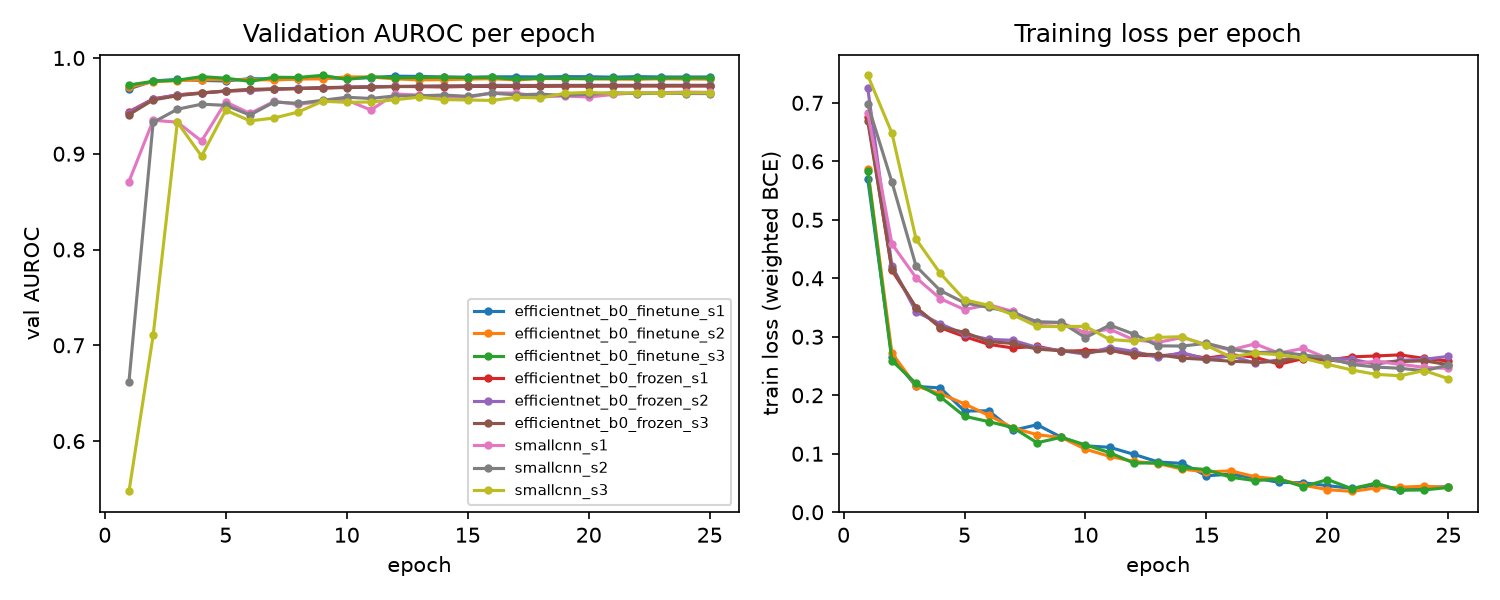 Validation AUROC per epoch
val AUROC
1.0
0.9
0.8
0.7
0.6
0
5
10
15
20
25
epoch
efficientnet_b0_finetune_s1
efficientnet_b0_finetune_s2
efficientnet_b0_finetune_s3
efficientnet_b0_frozen_s1
efficientnet_b0_frozen_s2
efficientnet_b0_frozen_s3
smallcnn_s1
smallcnn_s2
smallcnn_s3
Training loss per epoch
train loss (weighted BCE)
0.7
0.6
0.5
0.4
0.3
0.2
0.1
0.0
0
5
10
15
20
25
epoch